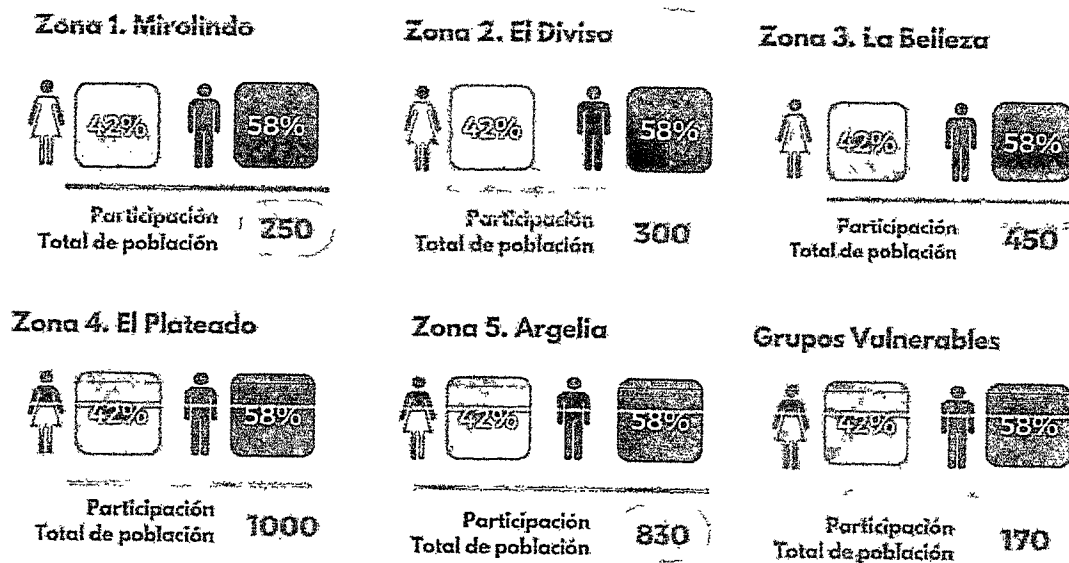 Zona 1. Mirolindo
42% 58%
Participación
Total de población 250
Zona 2. El Diviso
42% 58%
Participación
Total de población 300
Zona 3. La Belleza
42% 58%
Participación
Total de población 450
Zona 4. El Plateado
42% 58%
Participación
Total de población 1000
Zona 5. Argelia
42% 58%
Participación
Total de población 830
Grupos Vulnerables
42% 58%
Participación
Total de población 170